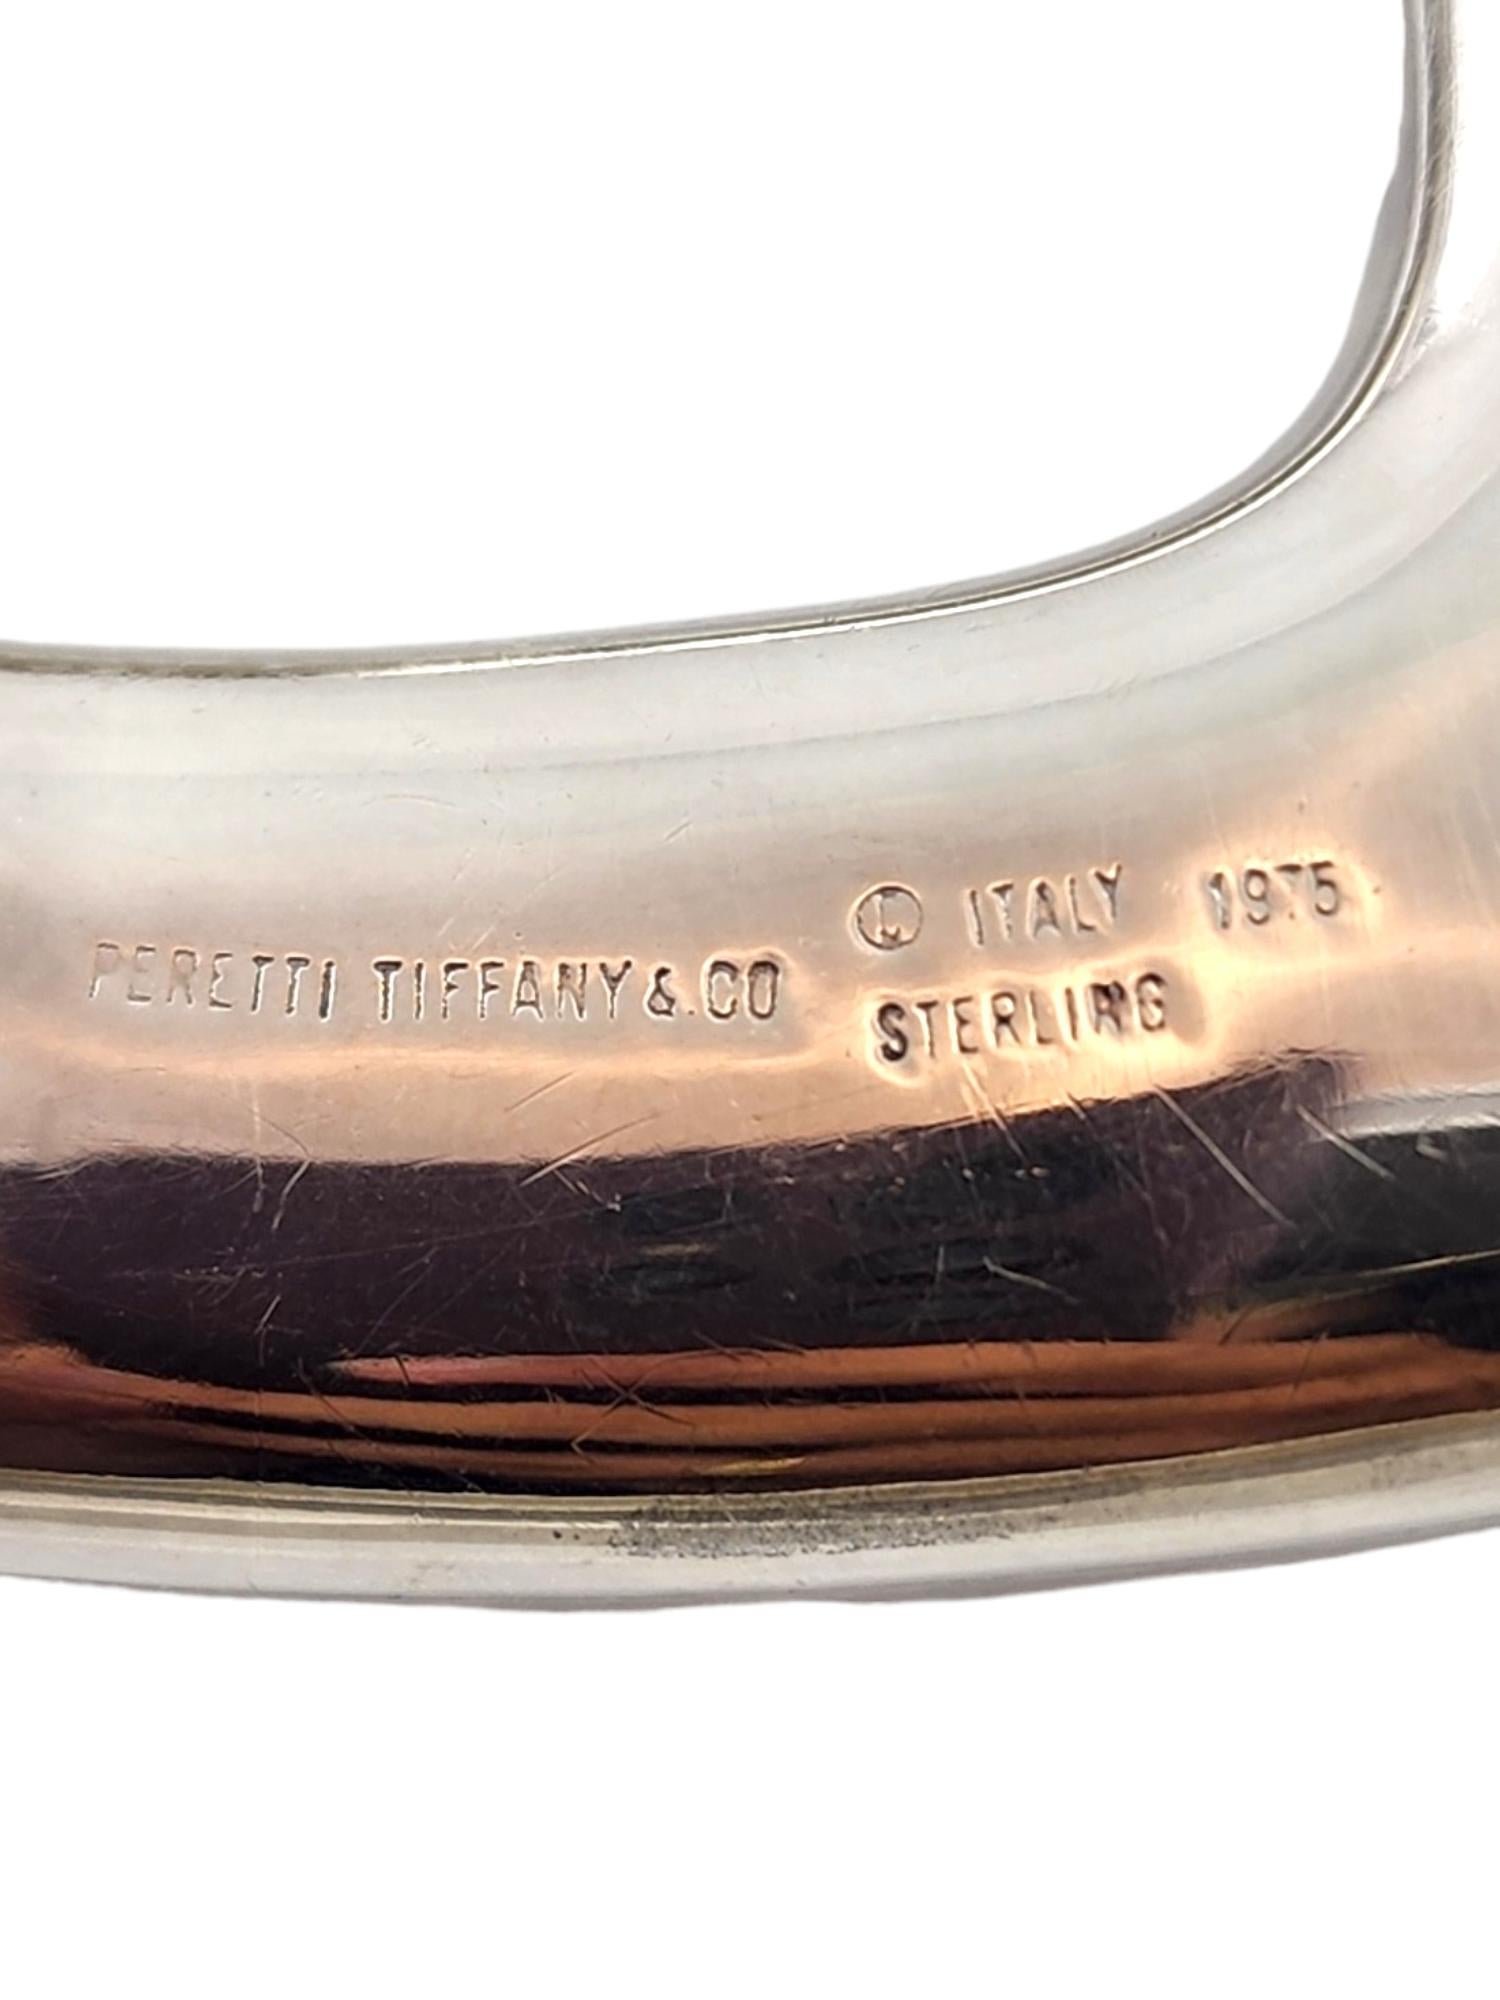 PERETTI TIFFANY & CO
© ITALY 1975
STERLING